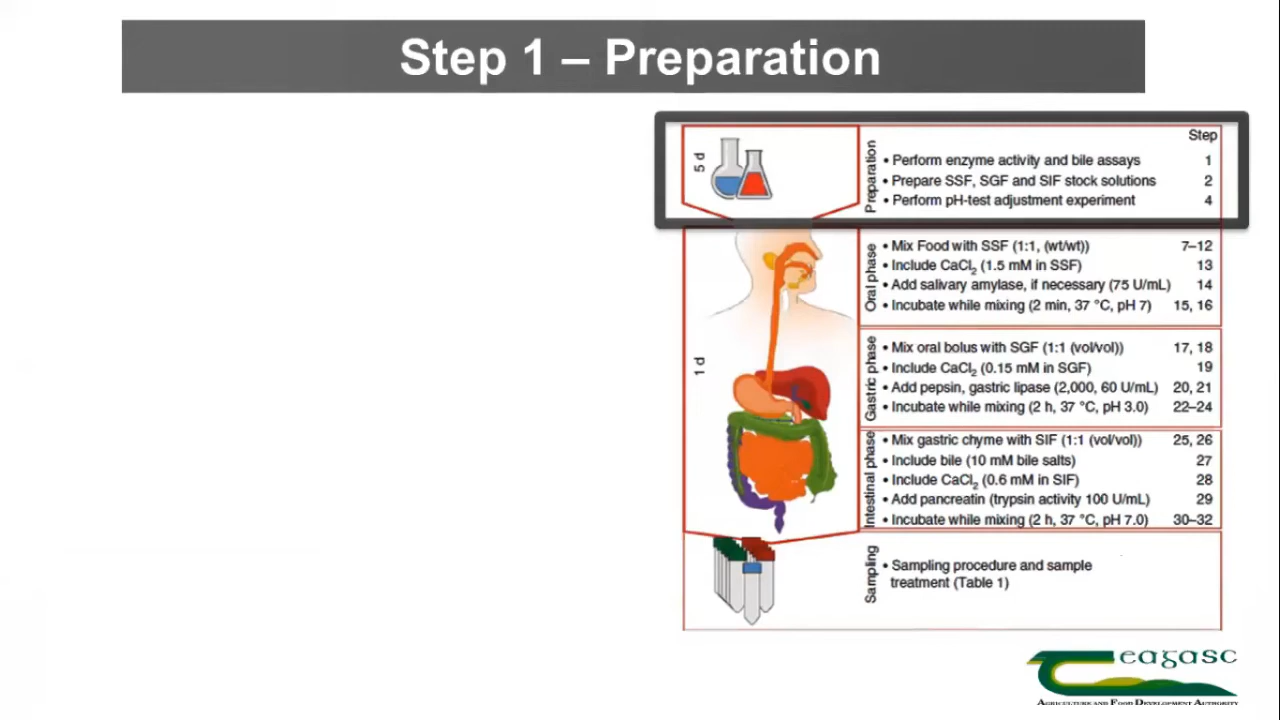 Step 1 – Preparation
Step
5 d
Preparation
• Perform enzyme activity and bile assays 1
• Prepare SSF, SGF and SIF stock solutions 2
• Perform pH-test adjustment experiment 4
1 d
Oral phase
• Mix Food with SSF (1:1, (wt/wt)) 7–12
• Include CaCl₂ (1.5 mM in SSF) 13
• Add salivary amylase, if necessary (75 U/mL) 14
• Incubate while mixing (2 min, 37 °C, pH 7) 15, 16
Gastric phase
• Mix oral bolus with SGF (1:1 (vol/vol)) 17, 18
• Include CaCl₂ (0.15 mM in SGF) 19
• Add pepsin, gastric lipase (2,000, 60 U/mL) 20, 21
• Incubate while mixing (2 h, 37 °C, pH 3.0) 22–24
Intestinal phase
• Mix gastric chyme with SIF (1:1 (vol/vol)) 25, 26
• Include bile (10 mM bile salts) 27
• Include CaCl₂ (0.6 mM in SIF) 28
• Add pancreatin (trypsin activity 100 U/mL) 29
• Incubate while mixing (2 h, 37 °C, pH 7.0) 30–32
Sampling
• Sampling procedure and sample
treatment (Table 1)
Teagasc
AGRICULTURE AND FOOD DEVELOPMENT AUTHORITY